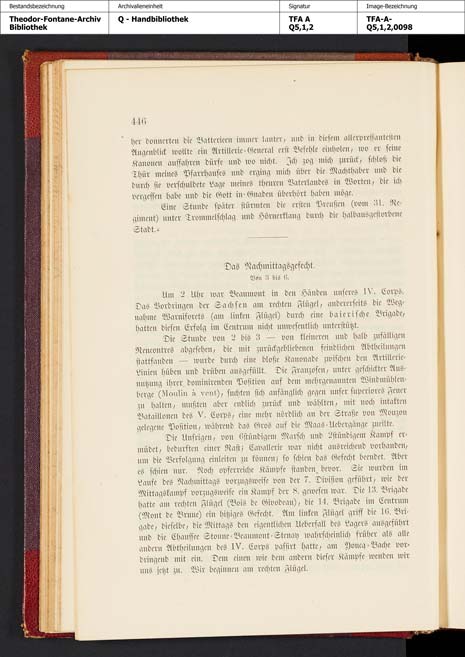 Bestandsbezeichnung
Theodor-Fontane-Archiv
Bibliothek
Archivalieneinheit
Q - Handbibliothek
Signatur
TFA A
Q5,1,2
Image-Bezeichnung
TFA-A-
Q5,1,2,0098
446
her donnerten die Batterieen immer lauter, und in diesem allerpressantesten
Augenblick wollte ein Artillerie-General erst Befehle einholen, wo er seine
Kanonen auffahren dürfe und wo nicht. Ich zog mich zurück, schloß die
Thür meines Pfarrhauses und erging mich über die Machthaber und die
durch sie verschuldete Lage meines theuren Vaterlandes in Worten, die ich
vergessen habe und die Gott in Gnaden überhört haben möge.
Eine Stunde später stürmten die ersten Preußen (vom 31. Re-
giment) unter Trommelschlag und Hörnerklang durch die halbausgestorbene
Stadt.«
Das Nachmittagsgefecht.
Von 3 bis 6.
Um 2 Uhr war Beaumont in den Händen unseres IV. Corps.
Das Vordringen der Sachsen am rechten Flügel, andererseits die Weg-
nahme Warniforets (am linken Flügel) durch eine baierische Brigade,
hatten diesen Erfolg im Centrum nicht unwesentlich unterstützt.
Die Stunde von 2 bis 3 — von kleineren und halb zufälligen
Rencontres abgesehen, die mit zurückgebliebenen feindlichen Abtheilungen
stattfanden — wurde durch eine bloße Kanonade zwischen den Artillerie-
Linien hüben und drüben ausgefüllt. Die Franzosen, unter geschickter Aus-
nutzung ihrer dominirenden Position auf dem mehrgenannten Windmühlen-
berge (Moulin à vent), suchten sich anfänglich gegen unser superiores Feuer
zu halten, mußten aber endlich zurück und wählten, mit noch intakten
Bataillonen des V. Corps, eine mehr nördlich an der Straße von Mouzon
gelegene Position, während das Gros auf die Maas-Uebergänge zueilte.
Die Unsrigen, von 6stündigem Marsch und 2stündigem Kampf er-
müdet, bedurften einer Rast; Cavallerie war nicht ausreichend vorhanden,
um die Verfolgung einleiten zu können; so schien das Gefecht beendet. Aber
es schien nur. Noch opferreiche Kämpfe standen bevor. Sie wurden im
Laufe des Nachmittags vorzugsweise von der 7. Division geführt, wie der
Mittagskampf vorzugsweise ein Kampf der 8. gewesen war. Die 13. Brigade
hatte am rechten Flügel (Bois de Givodeau), die 14. Brigade im Centrum
(Mont de Brune) ein hitziges Gefecht. Am linken Flügel griff die 16. Bri-
gade, dieselbe, die Mittags den eigentlichen Ueberfall des Lagers ausgeführt
und die Chaussee Stonne-Beaumont-Stenay wahrscheinlich früher als alle
andern Abtheilungen des IV. Corps passirt hatte, am Yoncq-Bache vor-
dringend mit ein. Dem einen wie dem andern dieser Kämpfe wenden wir
uns jetzt zu. Wir beginnen am rechten Flügel.